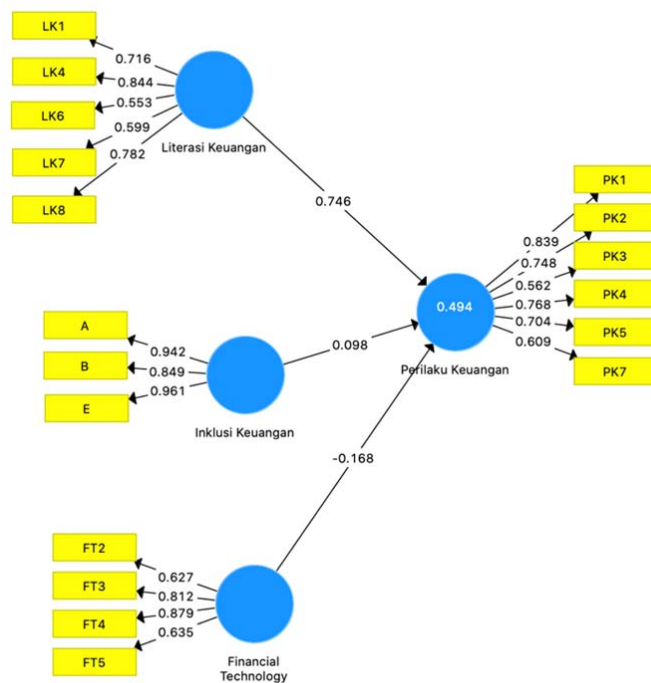 LK1
0.716
LK4
0.844
LK6
0.553
LK7
0.599
LK8
0.782
Literasi Keuangan
0.746
A
0.942
B
0.849
E
0.961
Inklusi Keuangan
0.098
FT2
0.627
FT3
0.812
FT4
0.879
FT5
0.635
Financial
Technology
-0.168
0.494
Perilaku Keuangan
PK1
0.839
PK2
0.748
PK3
0.562
PK4
0.768
PK5
0.704
PK7
0.609